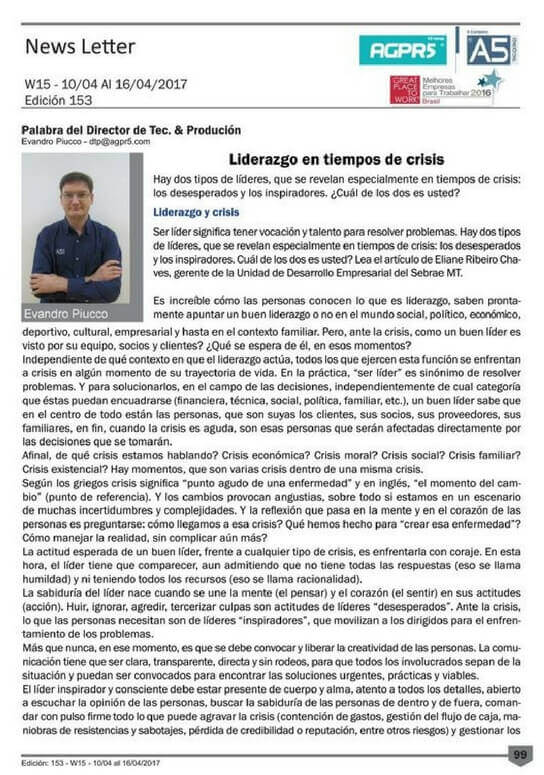 News Letter
AGPR5
A5
W15 - 10/04 Al 16/04/2017
Edición 153
GREAT
PLACE
TO
WORK®
Melhores
Empresas
para Trabalhar 2016
Brasil
Palabra del Director de Tec. & Produción
Evandro Piucco - dtp@agpr5.com
Liderazgo en tiempos de crisis
Hay dos tipos de líderes, que se revelan especialmente en tiempos de crisis:
los desesperados y los inspiradores. ¿Cuál de los dos es usted?
Liderazgo y crisis
Ser líder significa tener vocación y talento para resolver problemas. Hay dos tipos
de líderes, que se revelan especialmente en tiempos de crisis: los desesperados
y los inspiradores. Cuál de los dos es usted? Lea el artículo de Eliane Ribeiro Cha-
ves, gerente de la Unidad de Desarrollo Empresarial del Sebrae MT.
Evandro Piucco
Es increíble cómo las personas conocen lo que es liderazgo, saben pronta-
mente apuntar un buen liderazgo o no en el mundo social, político, económico,
deportivo, cultural, empresarial y hasta en el contexto familiar. Pero, ante la crisis, como un buen líder es
visto por su equipo, socios y clientes? ¿Qué se espera de él, en esos momentos?
Independiente de qué contexto en que el liderazgo actúa, todos los que ejercen esta función se enfrentan
a crisis en algún momento de su trayectoria de vida. En la práctica, "ser líder" es sinónimo de resolver
problemas. Y para solucionarlos, en el campo de las decisiones, independientemente de cual categoría
que éstas puedan encuadrarse (financiera, técnica, social, política, familiar, etc.), un buen líder sabe que
en el centro de todo están las personas, que son suyas los clientes, sus socios, sus proveedores, sus
familiares, en fin, cuando la crisis es aguda, son esas personas que serán afectadas directamente por
las decisiones que se tomarán.
Afinal, de qué crisis estamos hablando? Crisis económica? Crisis moral? Crisis social? Crisis familiar?
Crisis existencial? Hay momentos, que son varias crisis dentro de una misma crisis.
Según los griegos crisis significa "punto agudo de una enfermedad" y en inglés, "el momento del cam-
bio" (punto de referencia). Y los cambios provocan angustias, sobre todo si estamos en un escenario
de muchas incertidumbres y complejidades. Y la reflexión que pasa en la mente y en el corazón de las
personas es preguntarse: cómo llegamos a esa crisis? Qué hemos hecho para "crear esa enfermedad"?
Cómo manejar la realidad, sin complicar aún más?
La actitud esperada de un buen líder, frente a cualquier tipo de crisis, es enfrentarla con coraje. En esta
hora, el líder tiene que comparecer, aun admitiendo que no tiene todas las respuestas (eso se llama
humildad) y ni teniendo todos los recursos (eso se llama racionalidad).
La sabiduría del líder nace cuando se une la mente (el pensar) y el corazón (el sentir) en sus actitudes
(acción). Huir, ignorar, agredir, tercerizar culpas son actitudes de líderes "desesperados". Ante la crisis,
lo que las personas necesitan son de líderes "inspiradores", que movilizan a los dirigidos para el enfren-
tamiento de los problemas.
Más que nunca, en ese momento, es que se debe convocar y liberar la creatividad de las personas. La comu-
nicación tiene que ser clara, transparente, directa y sin rodeos, para que todos los involucrados sepan de la
situación y puedan ser convocados para encontrar las soluciones urgentes, prácticas y viables.
El líder inspirador y consciente debe estar presente de cuerpo y alma, atento a todos los detalles, abierto
a escuchar la opinión de las personas, buscar la sabiduría de las personas de dentro y de fuera, coman-
dar con pulso firme todo lo que puede agravar la crisis (contención de gastos, gestión del flujo de caja, ma-
niobras de resistencias y sabotajes, pérdida de credibilidad o reputación, entre otros riesgos) y gestionar los
99
Edición: 153 - W15 - 10/04 al 16/04/2017